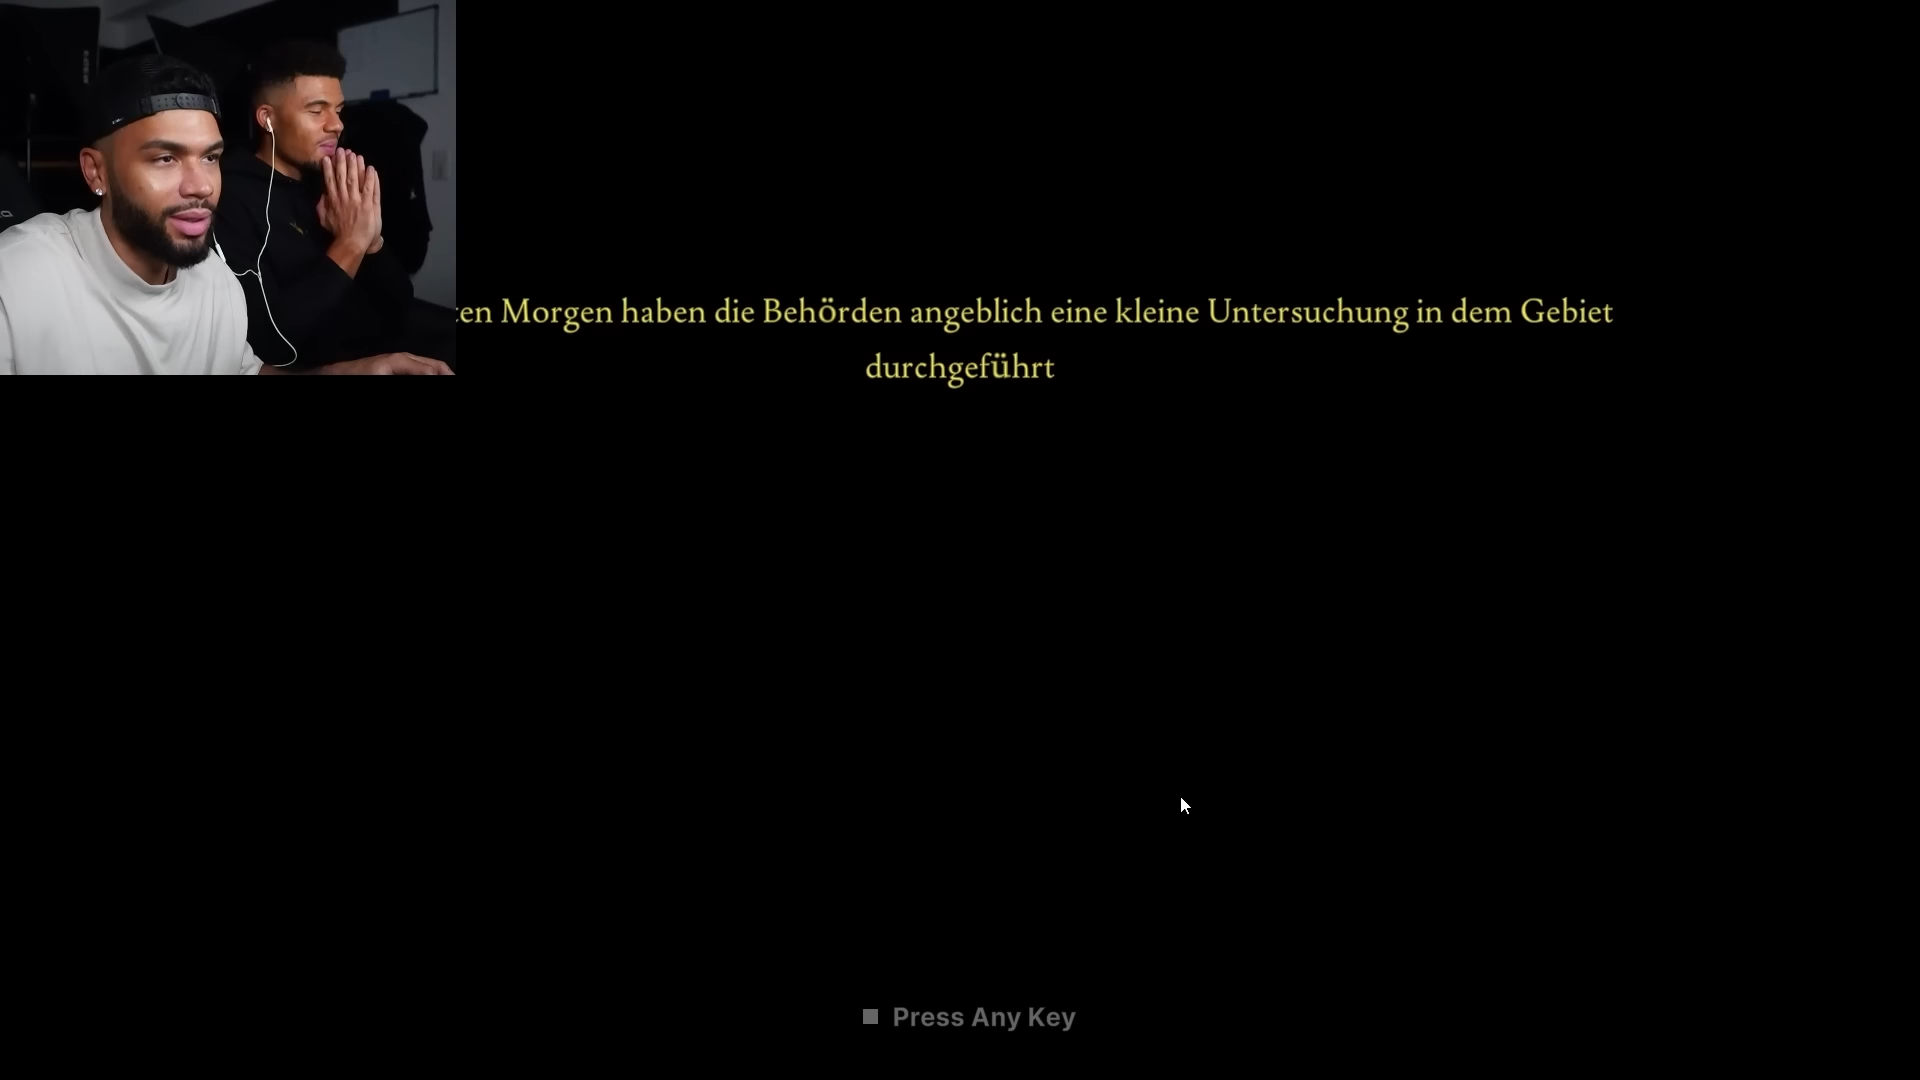 Morgen haben die Behörden angeblich eine kleine Untersuchung in dem Gebiet
durchgeführt
Press Any Key